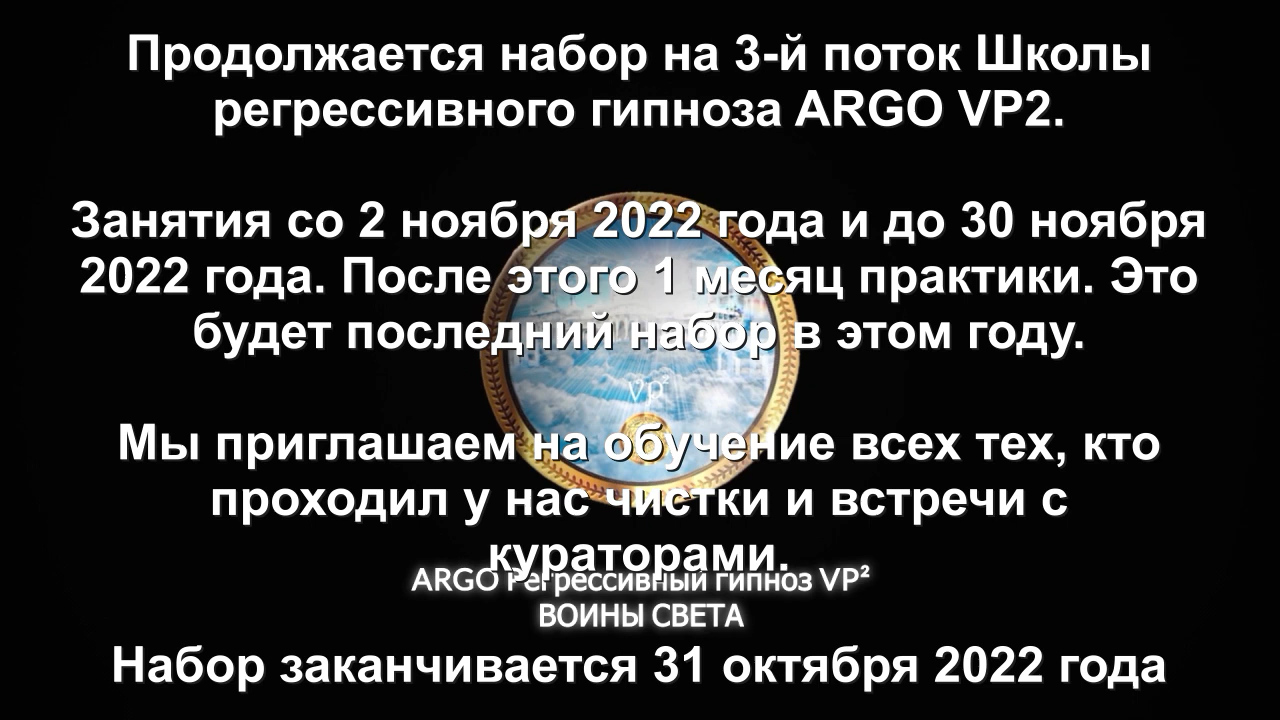 Продолжается набор на 3-й поток Школы
регрессивного гипноза ARGO VP2.
Занятия со 2 ноября 2022 года и до 30 ноября
2022 года. После этого 1 месяц практики. Это
будет последний набор в этом году.
VP²
Мы приглашаем на обучение всех тех, кто
проходил у нас чистки и встречи с
кураторами.
ARGO Регрессивный гипноз VP²
ВОИНЫ СВЕТА
Набор заканчивается 31 октября 2022 года